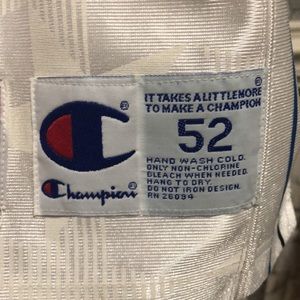 IT TAKES A LITTLE MORE
TO MAKE A CHAMPION
®
52
HAND WASH COLD.
ONLY NON-CHLORINE
BLEACH WHEN NEEDED.
HANG TO DRY.
DO NOT IRON DESIGN.
RN 26094
Champion
®